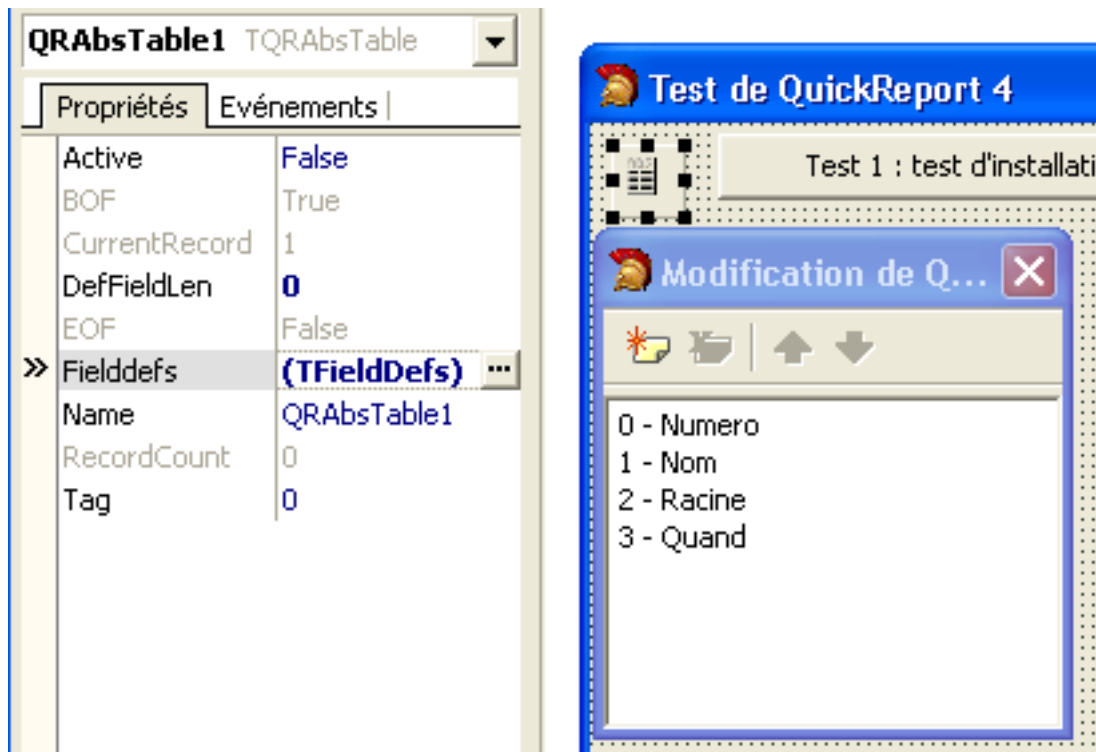 QRAbsTable1 TQRAbsTable
Propriétés Evénements
Active False
BOF True
CurrentRecord 1
DefFieldLen 0
EOF False
Fielddefs (TFieldDefs) ...
Name QRAbsTable1
RecordCount 0
Tag 0
Test de QuickReport 4
Test 1 : test d'installati
Modification de Q...
0 - Numero
1 - Nom
2 - Racine
3 - Quand